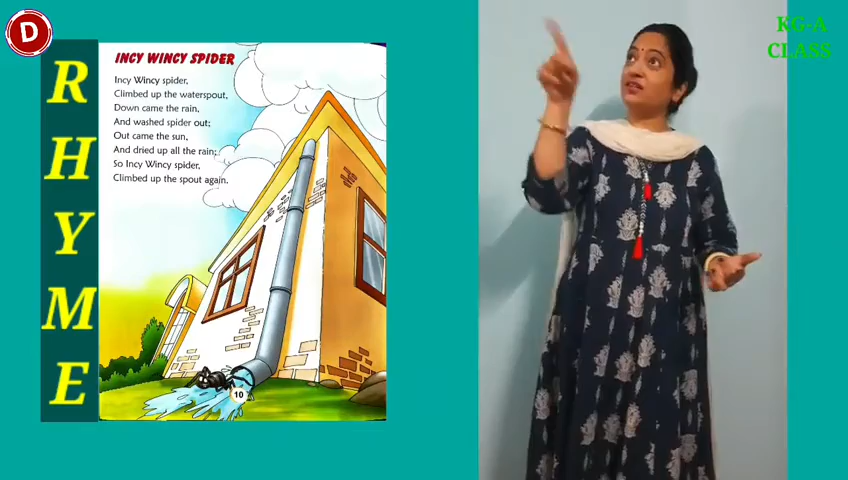 D
RHYME
INCY WINCY SPIDER
Incy Wincy spider,
Climbed up the waterspout,
Down came the rain,
And washed spider out;
Out came the sun,
And dried up all the rain;
So Incy Wincy spider,
Climbed up the spout again.
10
KG-A
CLASS